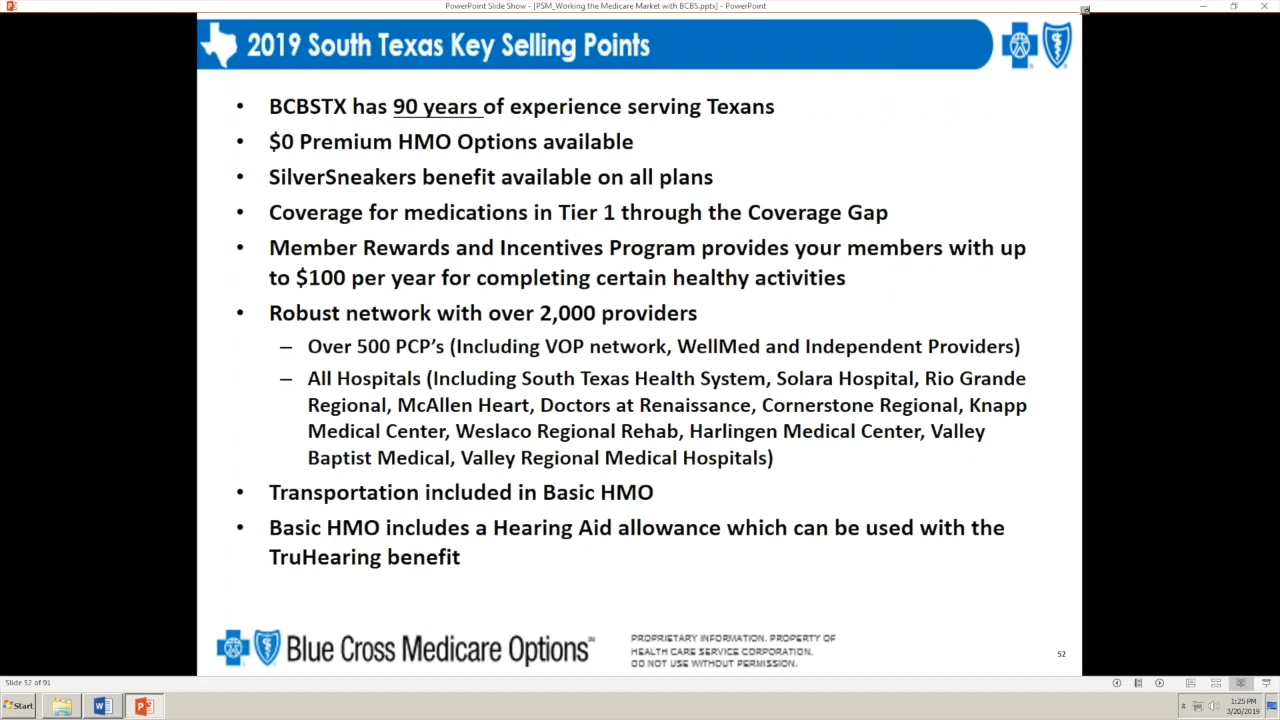 PowerPoint Slide Show - [PSM_Working the Medicare Market with BCBS.pptx] - PowerPoint
2019 South Texas Key Selling Points
• BCBSTX has 90 years of experience serving Texans
• $0 Premium HMO Options available
• SilverSneakers benefit available on all plans
• Coverage for medications in Tier 1 through the Coverage Gap
• Member Rewards and Incentives Program provides your members with up
to $100 per year for completing certain healthy activities
• Robust network with over 2,000 providers
– Over 500 PCP’s (Including VOP network, WellMed and Independent Providers)
– All Hospitals (Including South Texas Health System, Solara Hospital, Rio Grande
Regional, McAllen Heart, Doctors at Renaissance, Cornerstone Regional, Knapp
Medical Center, Weslaco Regional Rehab, Harlingen Medical Center, Valley
Baptist Medical, Valley Regional Medical Hospitals)
• Transportation included in Basic HMO
• Basic HMO includes a Hearing Aid allowance which can be used with the
TruHearing benefit
Blue Cross Medicare Options℠
PROPRIETARY INFORMATION. PROPERTY OF
HEALTH CARE SERVICE CORPORATION.
DO NOT USE WITHOUT PERMISSION.
52
Slide 52 of 91
Start
1:25 PM
3/20/2019